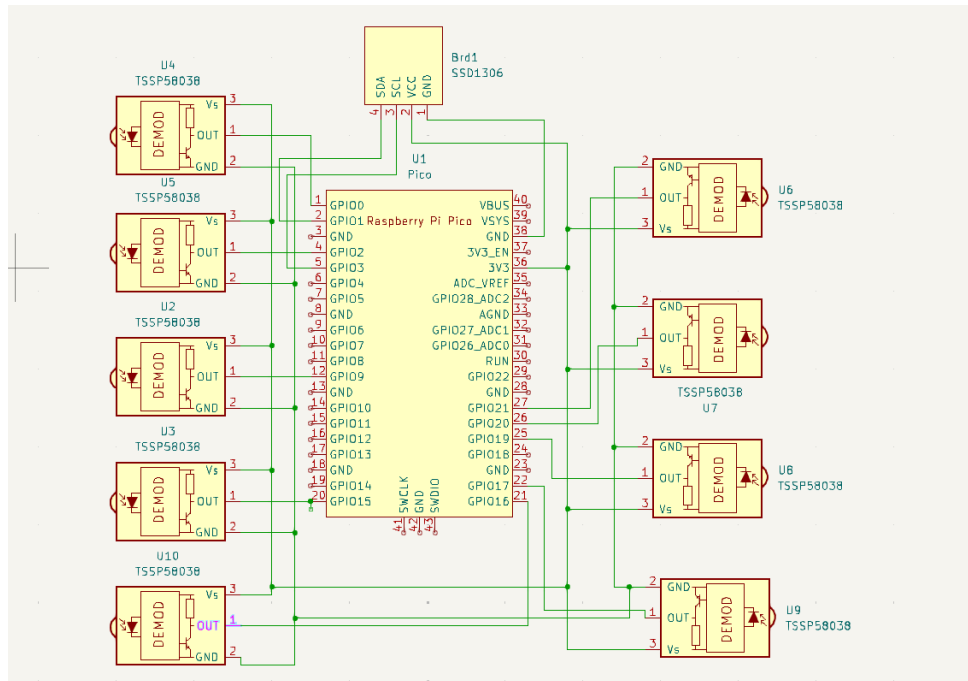 Brd1
SSD1306
SDA
SCL
VCC
GND
4
3
2
1
U4
TSSP58038
DEMOD
Vs 3
OUT 1
GND 2
U5
TSSP58038
DEMOD
Vs 3
OUT 1
GND 2
U2
TSSP58038
DEMOD
Vs 3
OUT 1
GND 2
U3
TSSP58038
DEMOD
Vs 3
OUT 1
GND 2
U10
TSSP58038
DEMOD
Vs 3
OUT 1
GND 2
U1
Pico
Raspberry Pi Pico
1 GPIO0
2 GPIO1
3 GND
4 GPIO2
5 GPIO3
6 GPIO4
7 GPIO5
8 GND
9 GPIO6
10 GPIO7
11 GPIO8
12 GPIO9
13 GND
14 GPIO10
15 GPIO11
16 GPIO12
17 GPIO13
18 GND
19 GPIO14
20 GPIO15
VBUS 40
VSYS 39
GND 38
3V3_EN 37
3V3 36
ADC_VREF 35
GPIO28_ADC2 34
AGND 33
GPIO27_ADC1 32
GPIO26_ADC0 31
RUN 30
GPIO22 29
GND 28
GPIO21 27
GPIO20 26
GPIO19 25
GPIO18 24
GND 23
GPIO17 22
GPIO16 21
SWCLK
GND
SWDIO
41
42
43
2 GND
1 OUT
3 Vs
DEMOD
U6
TSSP58038
2 GND
1 OUT
3 Vs
DEMOD
TSSP58038
U7
2 GND
1 OUT
3 Vs
DEMOD
U8
TSSP58038
2 GND
1 OUT
3 Vs
DEMOD
U9
TSSP58038